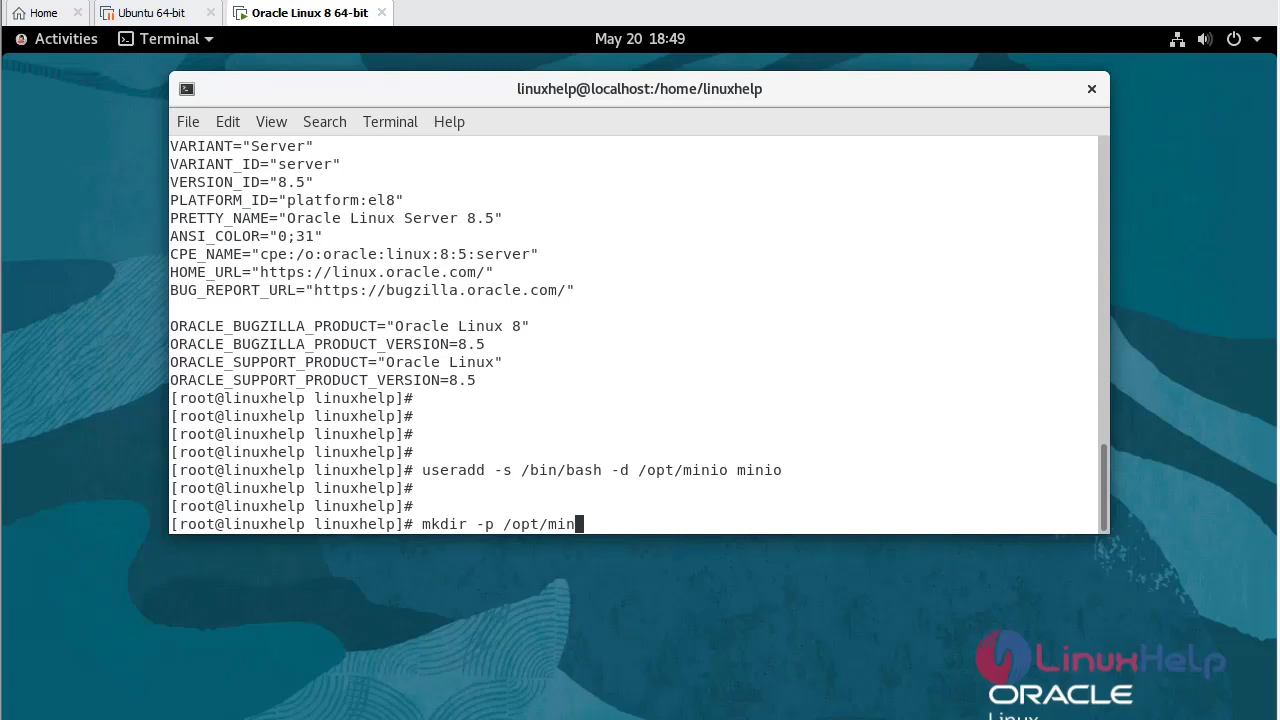 Home
Ubuntu 64-bit
Oracle Linux 8 64-bit
Activities
Terminal
May 20 18:49
linuxhelp@localhost:/home/linuxhelp
File Edit View Search Terminal Help
VARIANT="Server"
VARIANT_ID="server"
VERSION_ID="8.5"
PLATFORM_ID="platform:el8"
PRETTY_NAME="Oracle Linux Server 8.5"
ANSI_COLOR="0;31"
CPE_NAME="cpe:/o:oracle:linux:8:5:server"
HOME_URL="https://linux.oracle.com/"
BUG_REPORT_URL="https://bugzilla.oracle.com/"
ORACLE_BUGZILLA_PRODUCT="Oracle Linux 8"
ORACLE_BUGZILLA_PRODUCT_VERSION=8.5
ORACLE_SUPPORT_PRODUCT="Oracle Linux"
ORACLE_SUPPORT_PRODUCT_VERSION=8.5
[root@linuxhelp linuxhelp]#
[root@linuxhelp linuxhelp]#
[root@linuxhelp linuxhelp]#
[root@linuxhelp linuxhelp]#
[root@linuxhelp linuxhelp]# useradd -s /bin/bash -d /opt/minio minio
[root@linuxhelp linuxhelp]#
[root@linuxhelp linuxhelp]#
[root@linuxhelp linuxhelp]# mkdir -p /opt/min
LinuxHelp
ORACLE
Linux